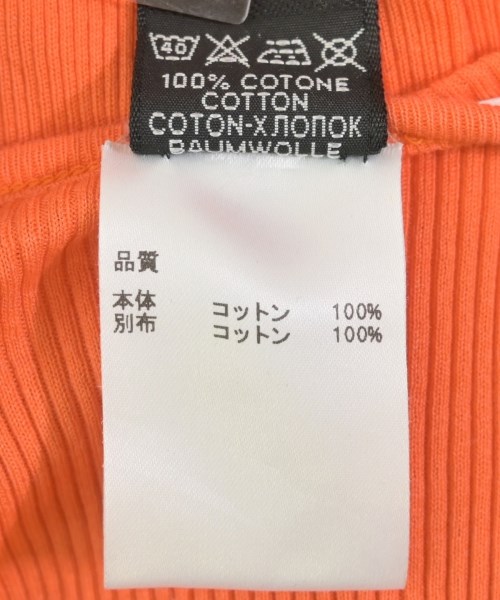 40
100% COTONE
COTTON
COTON-ХЛОПОК
BAUMWOLLE
品質
本体 コットン 100%
別布 コットン 100%